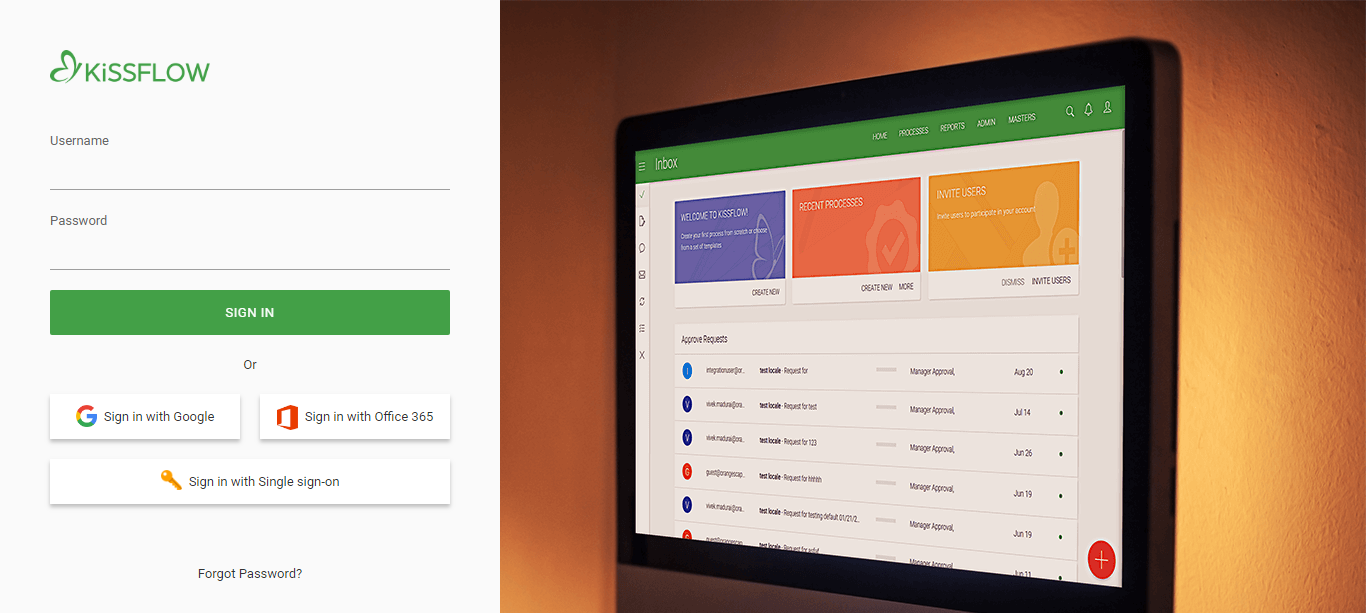 KiSSFLOW
Username
Password
SIGN IN
Or
Sign in with Google
Sign in with Office 365
Sign in with Single sign-on
Forgot Password?
Inbox
HOME PROCESSES REPORTS ADMIN MASTERS
WELCOME TO KISSFLOW!
Create your first process from scratch or choose
from a set of templates
CREATE NEW
RECENT PROCESSES
CREATE NEW MORE
INVITE USERS
Invite users to participate in your account
DISMISS INVITE USERS
Approve Requests
I integrationuser@or... test locale - Request for Manager Approval, Aug 20
V vivek.madurai@ora... test locale - Request for test Manager Approval, Jul 14
V vivek.madurai@ora... test locale - Request for 123 Manager Approval, Jun 26
G guest@orangescap... test locale - Request for hhhhh Manager Approval, Jun 19
V vivek.madurai@ora... test locale - Request for testing default 01/21/2... Manager Approval, Jun 19
G guest@orangescap... test locale - Request for Manager Approval, Jun 11